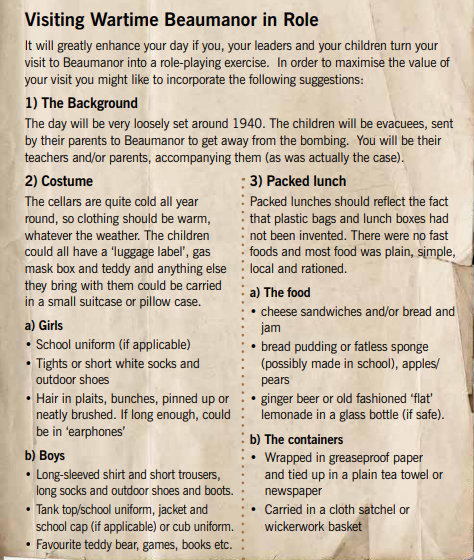 Visiting Wartime Beaumanor in Role
It will greatly enhance your day if you, your leaders and your children turn your
visit to Beaumanor into a role-playing exercise. In order to maximise the value of
your visit you might like to incorporate the following suggestions:
1) The Background
The day will be very loosely set around 1940. The children will be evacuees, sent
by their parents to Beaumanor to get away from the bombing. You will be their
teachers and/or parents, accompanying them (as was actually the case).
2) Costume
The cellars are quite cold all year
round, so clothing should be warm,
whatever the weather. The children
could all have a ‘luggage label’, gas
mask box and teddy and anything else
they bring with them could be carried
in a small suitcase or pillow case.
a) Girls
• School uniform (if applicable)
• Tights or short white socks and
outdoor shoes
• Hair in plaits, bunches, pinned up or
neatly brushed. If long enough, could
be in ‘earphones’
b) Boys
• Long-sleeved shirt and short trousers,
long socks and outdoor shoes and boots.
• Tank top/school uniform, jacket and
school cap (if applicable) or cub uniform.
• Favourite teddy bear, games, books etc.
3) Packed lunch
Packed lunches should reflect the fact
that plastic bags and lunch boxes had
not been invented. There were no fast
foods and most food was plain, simple,
local and rationed.
a) The food
• cheese sandwiches and/or bread and
jam
• bread pudding or fatless sponge
(possibly made in school), apples/
pears
• ginger beer or old fashioned ‘flat’
lemonade in a glass bottle (if safe).
b) The containers
• Wrapped in greaseproof paper
and tied up in a plain tea towel or
newspaper
• Carried in a cloth satchel or
wickerwork basket